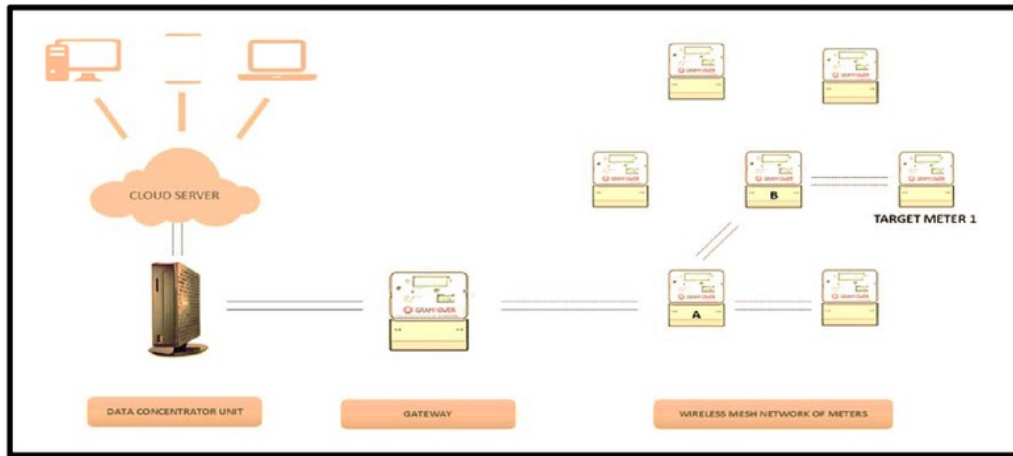 CLOUD SERVER
B
TARGET METER 1
A
DATA CONCENTRATOR UNIT
GATEWAY
WIRELESS MESH NETWORK OF METERS